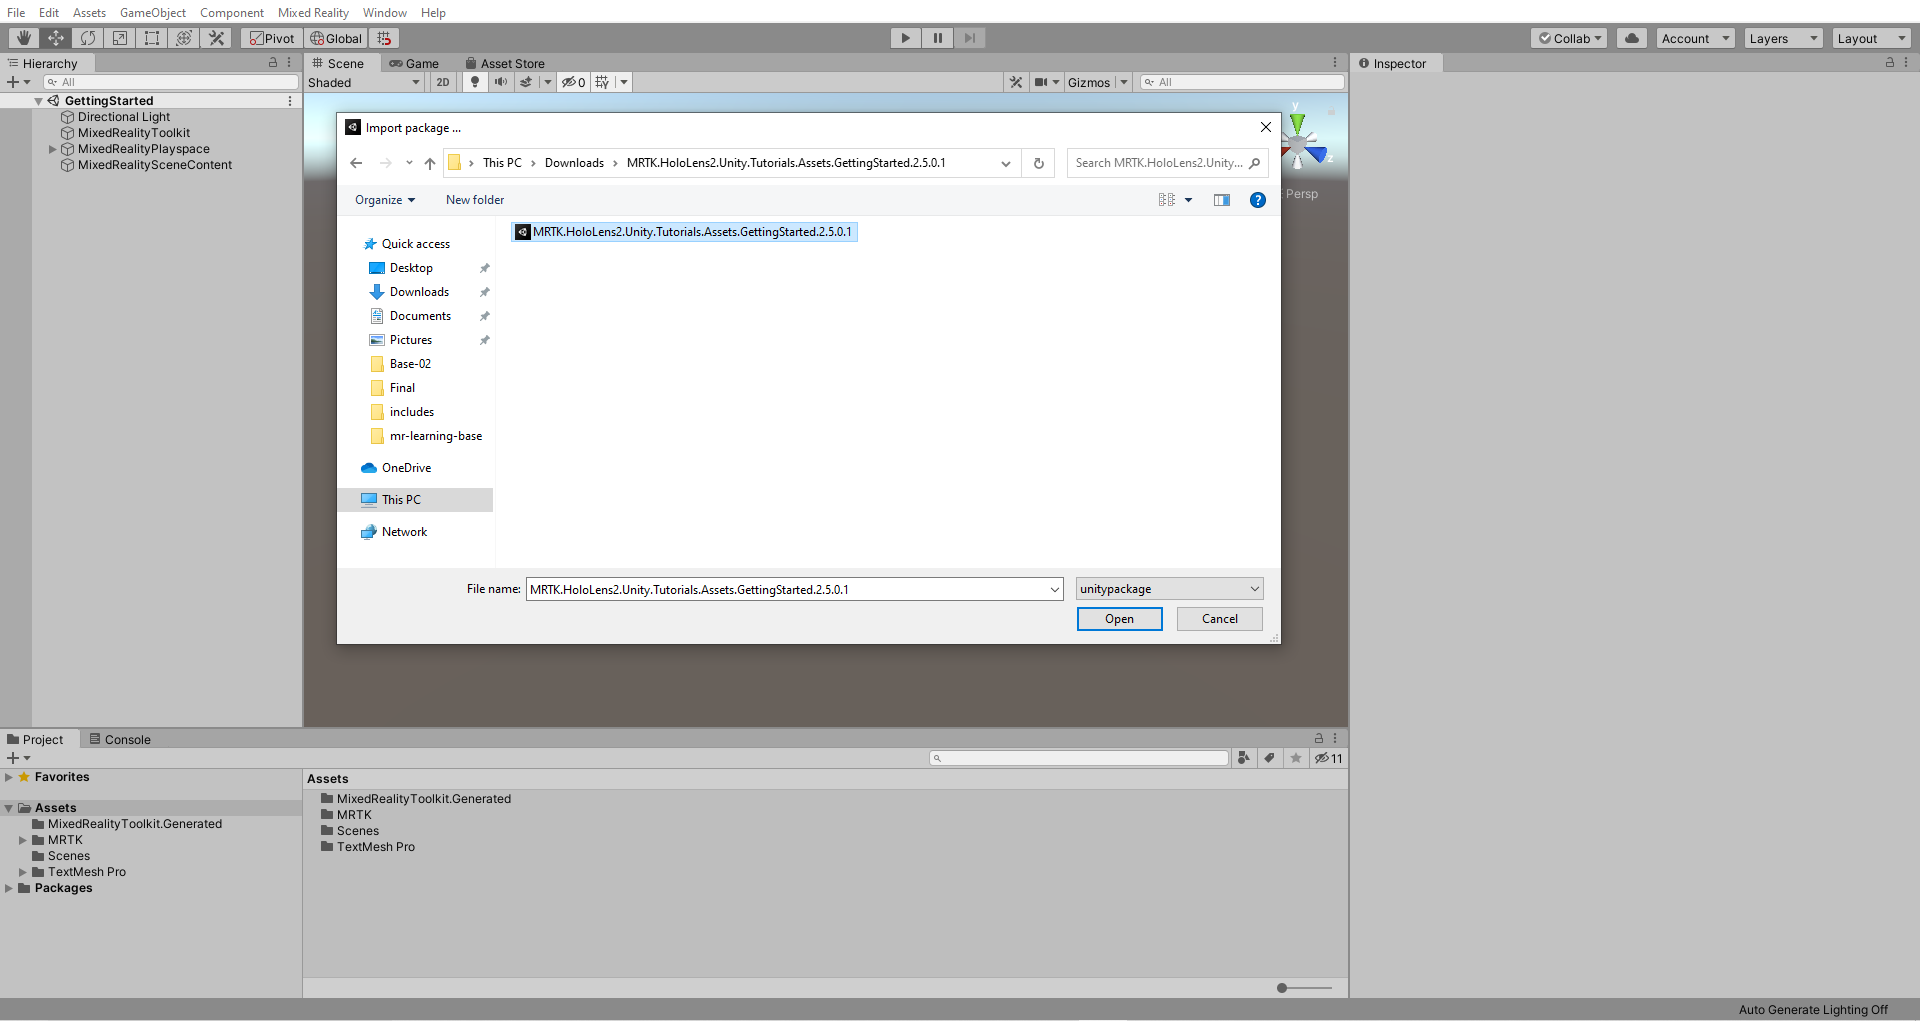 File Edit Assets GameObject Component Mixed Reality Window Help
Pivot Global Collab Account Layers Layout
Hierarchy
All
GettingStarted
Directional Light
MixedRealityToolkit
MixedRealityPlayspace
MixedRealitySceneContent
Scene Game Asset Store
Shaded 2D 0 Gizmos All
y
z
Persp
Inspector
Import package ...
This PC Downloads MRTK.HoloLens2.Unity.Tutorials.Assets.GettingStarted.2.5.0.1
Search MRTK.HoloLens2.Unity...
Organize New folder
Quick access
Desktop
Downloads
Documents
Pictures
Base-02
Final
includes
mr-learning-base
OneDrive
This PC
Network
MRTK.HoloLens2.Unity.Tutorials.Assets.GettingStarted.2.5.0.1
File name: MRTK.HoloLens2.Unity.Tutorials.Assets.GettingStarted.2.5.0.1
unitypackage
Open Cancel
Project Console
11
Favorites
Assets
MixedRealityToolkit.Generated
MRTK
Scenes
TextMesh Pro
Packages
Assets
MixedRealityToolkit.Generated
MRTK
Scenes
TextMesh Pro
Auto Generate Lighting Off